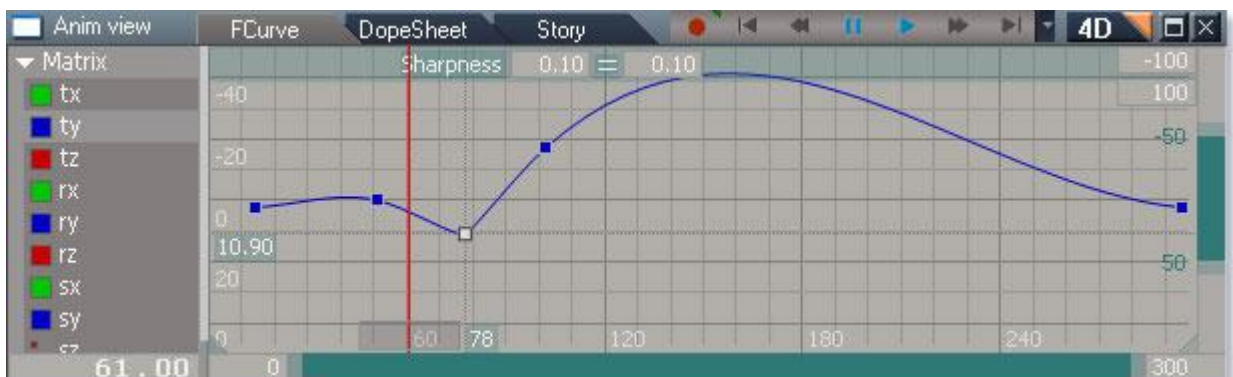 Anim view FCurve DopeSheet Story 4D
Matrix Sharpness 0.10 = 0.10 -100
tx -40 100
ty -50
tz -20
rx
ry 0
rz 10.90 50
sx 20
sy 0 60 78 120 180 240
sz
61.00 0 300